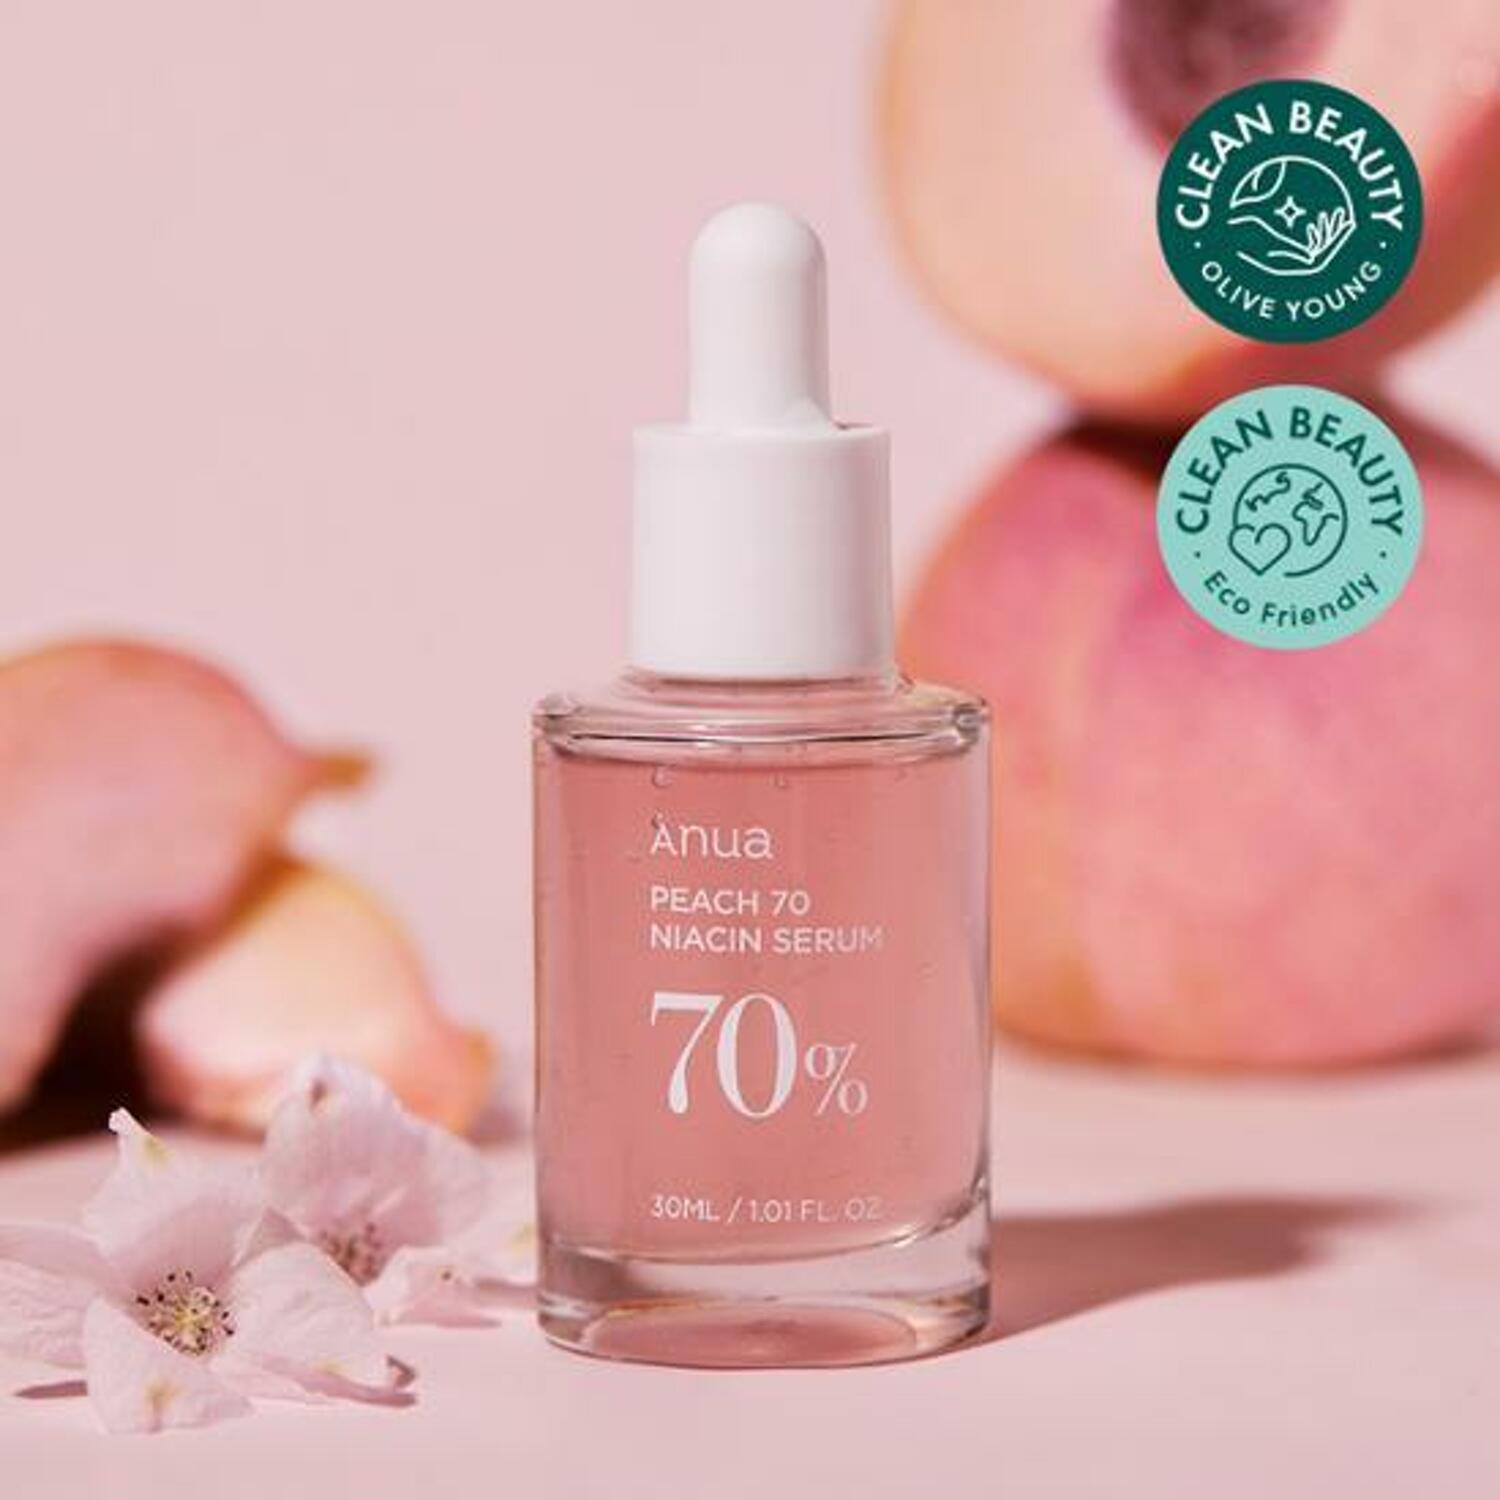 CLEAN BEAUTY
OLIVE YOUNG
CLEAN BEAUTY
Eco Friendly
Anua
PEACH 70
NIACIN SERUM
70%
30ML / 1.01 FL. OZ